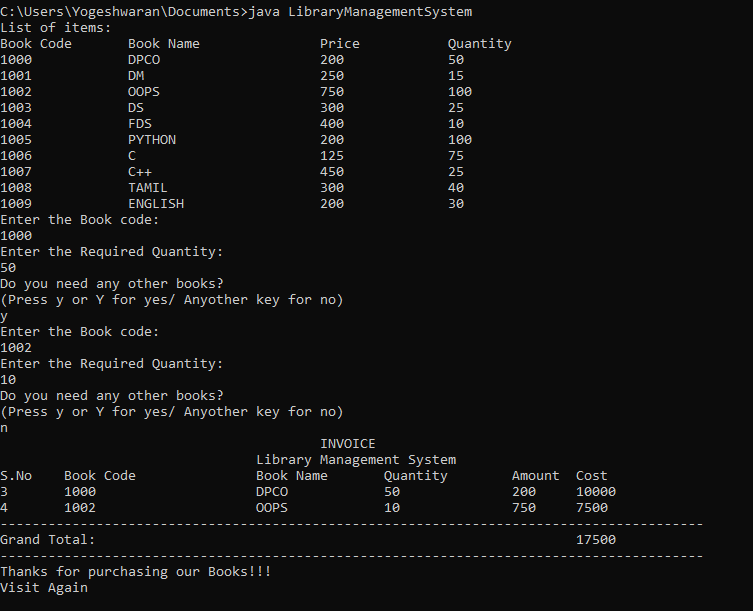 C:\Users\Yogeshwaran\Documents>java LibraryManagementSystem
List of items:
Book Code       Book Name               Price           Quantity
1000            DPCO                    200             50
1001            DM                      250             15
1002            OOPS                    750             100
1003            DS                      300             25
1004            FDS                     400             10
1005            PYTHON                  200             100
1006            C                       125             75
1007            C++                     450             25
1008            TAMIL                   300             40
1009            ENGLISH                 200             30
Enter the Book code:
1000
Enter the Required Quantity:
50
Do you need any other books?
(Press y or Y for yes/ Anyother key for no)
y
Enter the Book code:
1002
Enter the Required Quantity:
10
Do you need any other books?
(Press y or Y for yes/ Anyother key for no)
n
                                        INVOICE
                                Library Management System
S.No    Book Code               Book Name       Quantity        Amount  Cost
3       1000                    DPCO            50              200     10000
4       1002                    OOPS            10              750     7500
----------------------------------------------------------------------------------------
Grand Total:                                                            17500
----------------------------------------------------------------------------------------
Thanks for purchasing our Books!!!
Visit Again